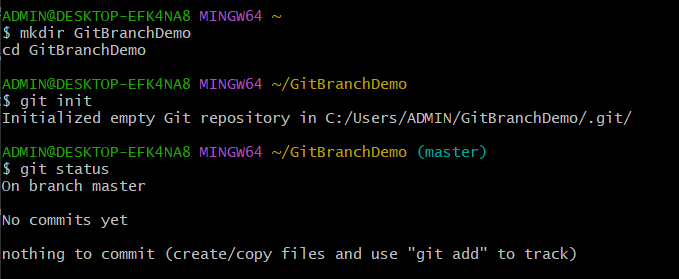 ADMIN@DESKTOP-EFK4NA8 MINGW64 ~
$ mkdir GitBranchDemo
cd GitBranchDemo
ADMIN@DESKTOP-EFK4NA8 MINGW64 ~/GitBranchDemo
$ git init
Initialized empty Git repository in C:/Users/ADMIN/GitBranchDemo/.git/
ADMIN@DESKTOP-EFK4NA8 MINGW64 ~/GitBranchDemo (master)
$ git status
On branch master
No commits yet
nothing to commit (create/copy files and use "git add" to track)